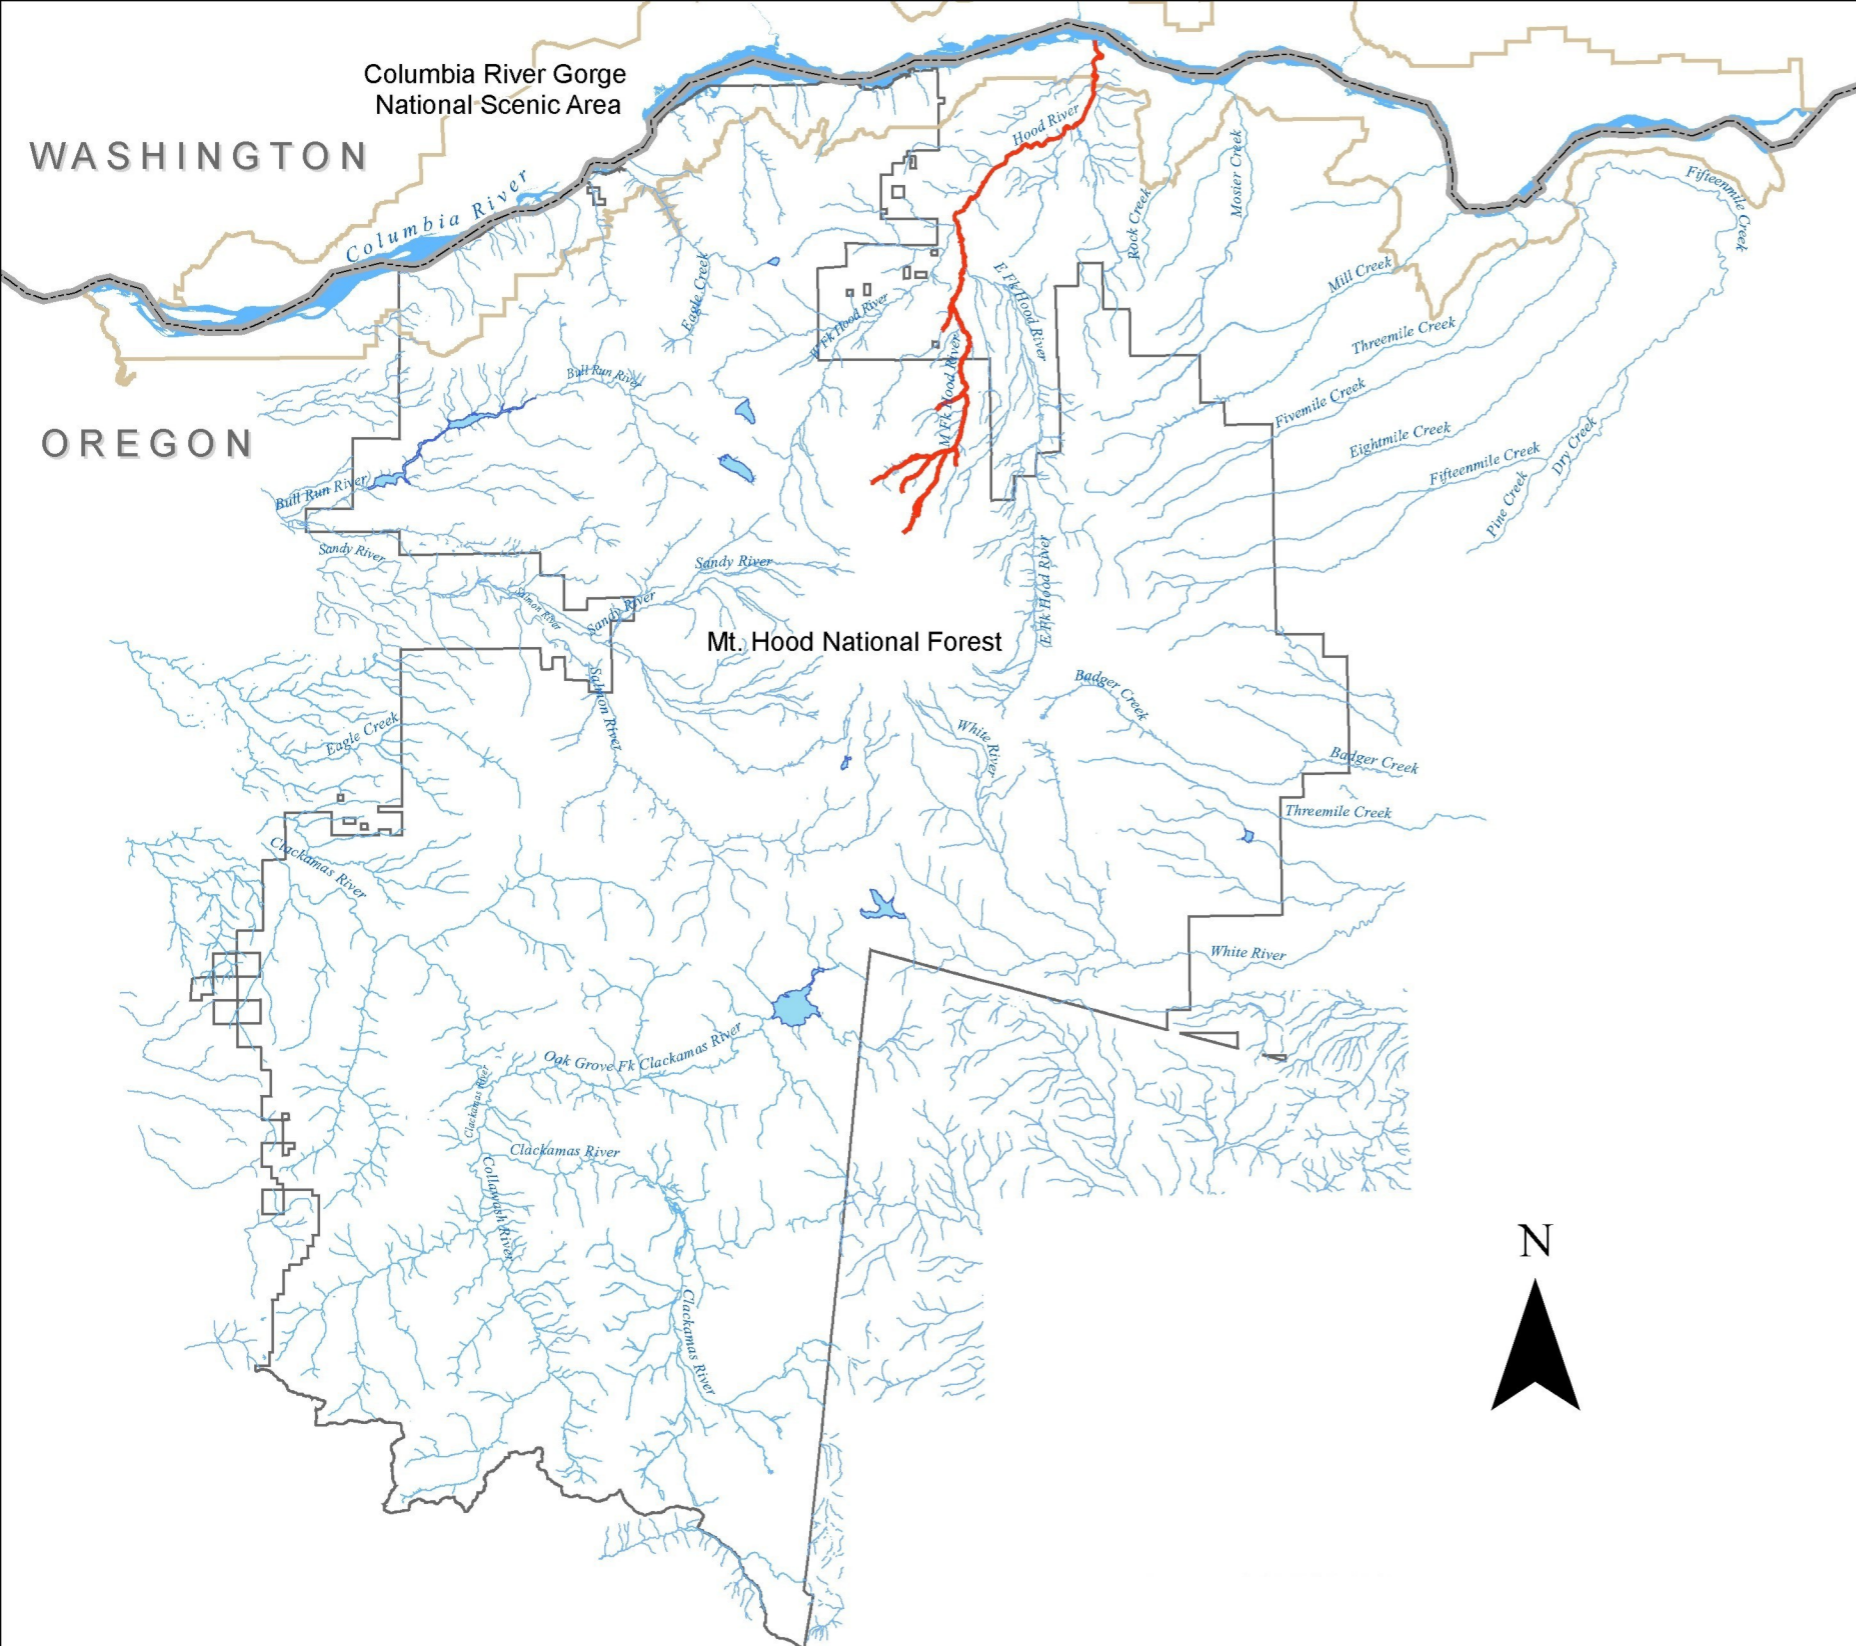 Columbia River Gorge
National Scenic Area
WASHINGTON
Columbia River
OREGON
Hood River
Rock Creek
Mosier Creek
Fifteenmile Creek
Eagle Creek
W Fk Hood River
E Fk Hood River
M Fk Hood River
Mill Creek
Threemile Creek
Fivemile Creek
Eightmile Creek
Fifteenmile Creek
Dry Creek
Pine Creek
Bull Run River
Bull Run River
Sandy River
Salmon River
Sandy River
Sandy River
E Fk Hood River
Mt. Hood National Forest
Salmon River
Eagle Creek
Badger Creek
White River
Badger Creek
Threemile Creek
Clackamas River
White River
Oak Grove Fk Clackamas River
Clackamas River
Clackamas River
Collawash River
Clackamas River
N